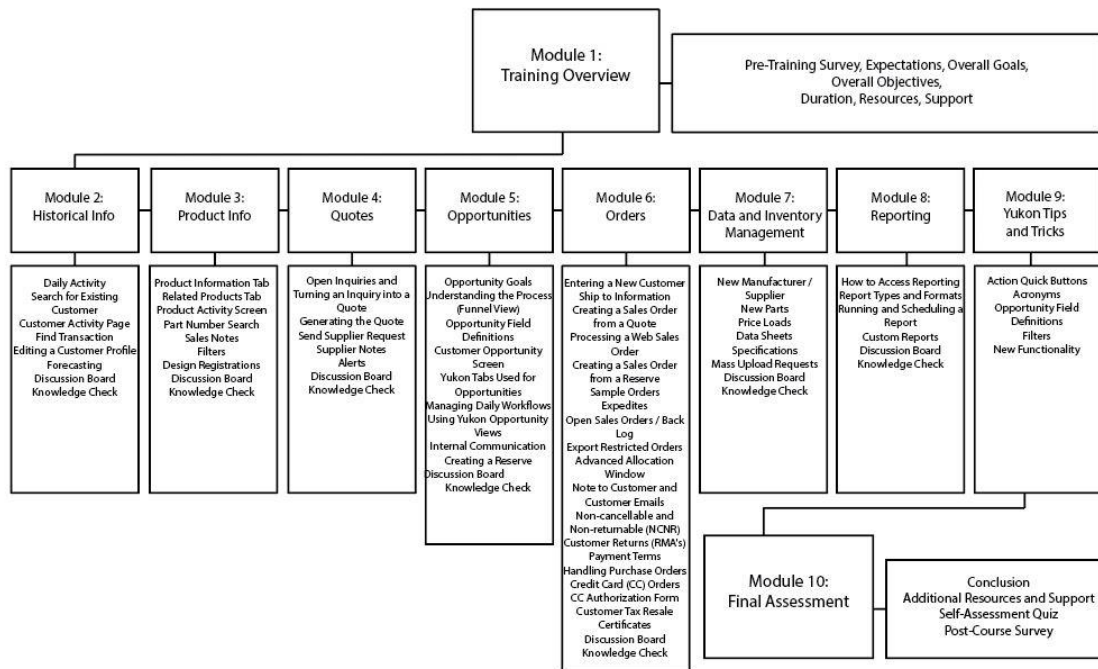 Module 1:
Training Overview
Pre-Training Survey, Expectations, Overall Goals,
Overall Objectives,
Duration, Resources, Support
Module 2:
Historical Info
Module 3:
Product Info
Module 4:
Quotes
Module 5:
Opportunities
Module 6:
Orders
Module 7:
Data and Inventory
Management
Module 8:
Reporting
Module 9:
Yukon Tips
and Tricks
Daily Activity
Search for Existing
Customer
Customer Activity Page
Find Transaction
Editing a Customer Profile
Forecasting
Discussion Board
Knowledge Check
Product Information Tab
Related Products Tab
Product Activity Screen
Part Number Search
Sales Notes
Filters
Design Registrations
Discussion Board
Knowledge Check
Open Inquiries and
Turning an Inquiry into a
Quote
Generating the Quote
Send Supplier Request
Supplier Notes
Alerts
Discussion Board
Knowledge Check
Opportunity Goals
Understanding the Process
(Funnel View)
Opportunity Field
Definitions
Customer Opportunity
Screen
Yukon Tabs Used for
Opportunities
Managing Daily Workflows
Using Yukon Opportunity
Views
Internal Communication
Creating a Reserve
Discussion Board
Knowledge Check
Entering a New Customer
Ship to Information
Creating a Sales Order
from a Quote
Processing a Web Sales
Order
Creating a Sales Order
from a Reserve
Sample Orders
Expedites
Open Sales Orders / Back
Log
Export Restricted Orders
Advanced Allocation
Window
Note to Customer and
Customer Emails
Non-cancellable and
Non-returnable (NCNR)
Customer Returns (RMA's)
Payment Terms
Handling Purchase Orders
Credit Card (CC) Orders
CC Authorization Form
Customer Tax Resale
Certificates
Discussion Board
Knowledge Check
New Manufacturer /
Supplier
New Parts
Price Loads
Data Sheets
Specifications
Mass Upload Requests
Discussion Board
Knowledge Check
How to Access Reporting
Report Types and Formats
Running and Scheduling a
Report
Custom Reports
Discussion Board
Knowledge Check
Action Quick Buttons
Acronyms
Opportunity Field
Definitions
Filters
New Functionality
Module 10:
Final Assessment
Conclusion
Additional Resources and Support
Self-Assessment Quiz
Post-Course Survey